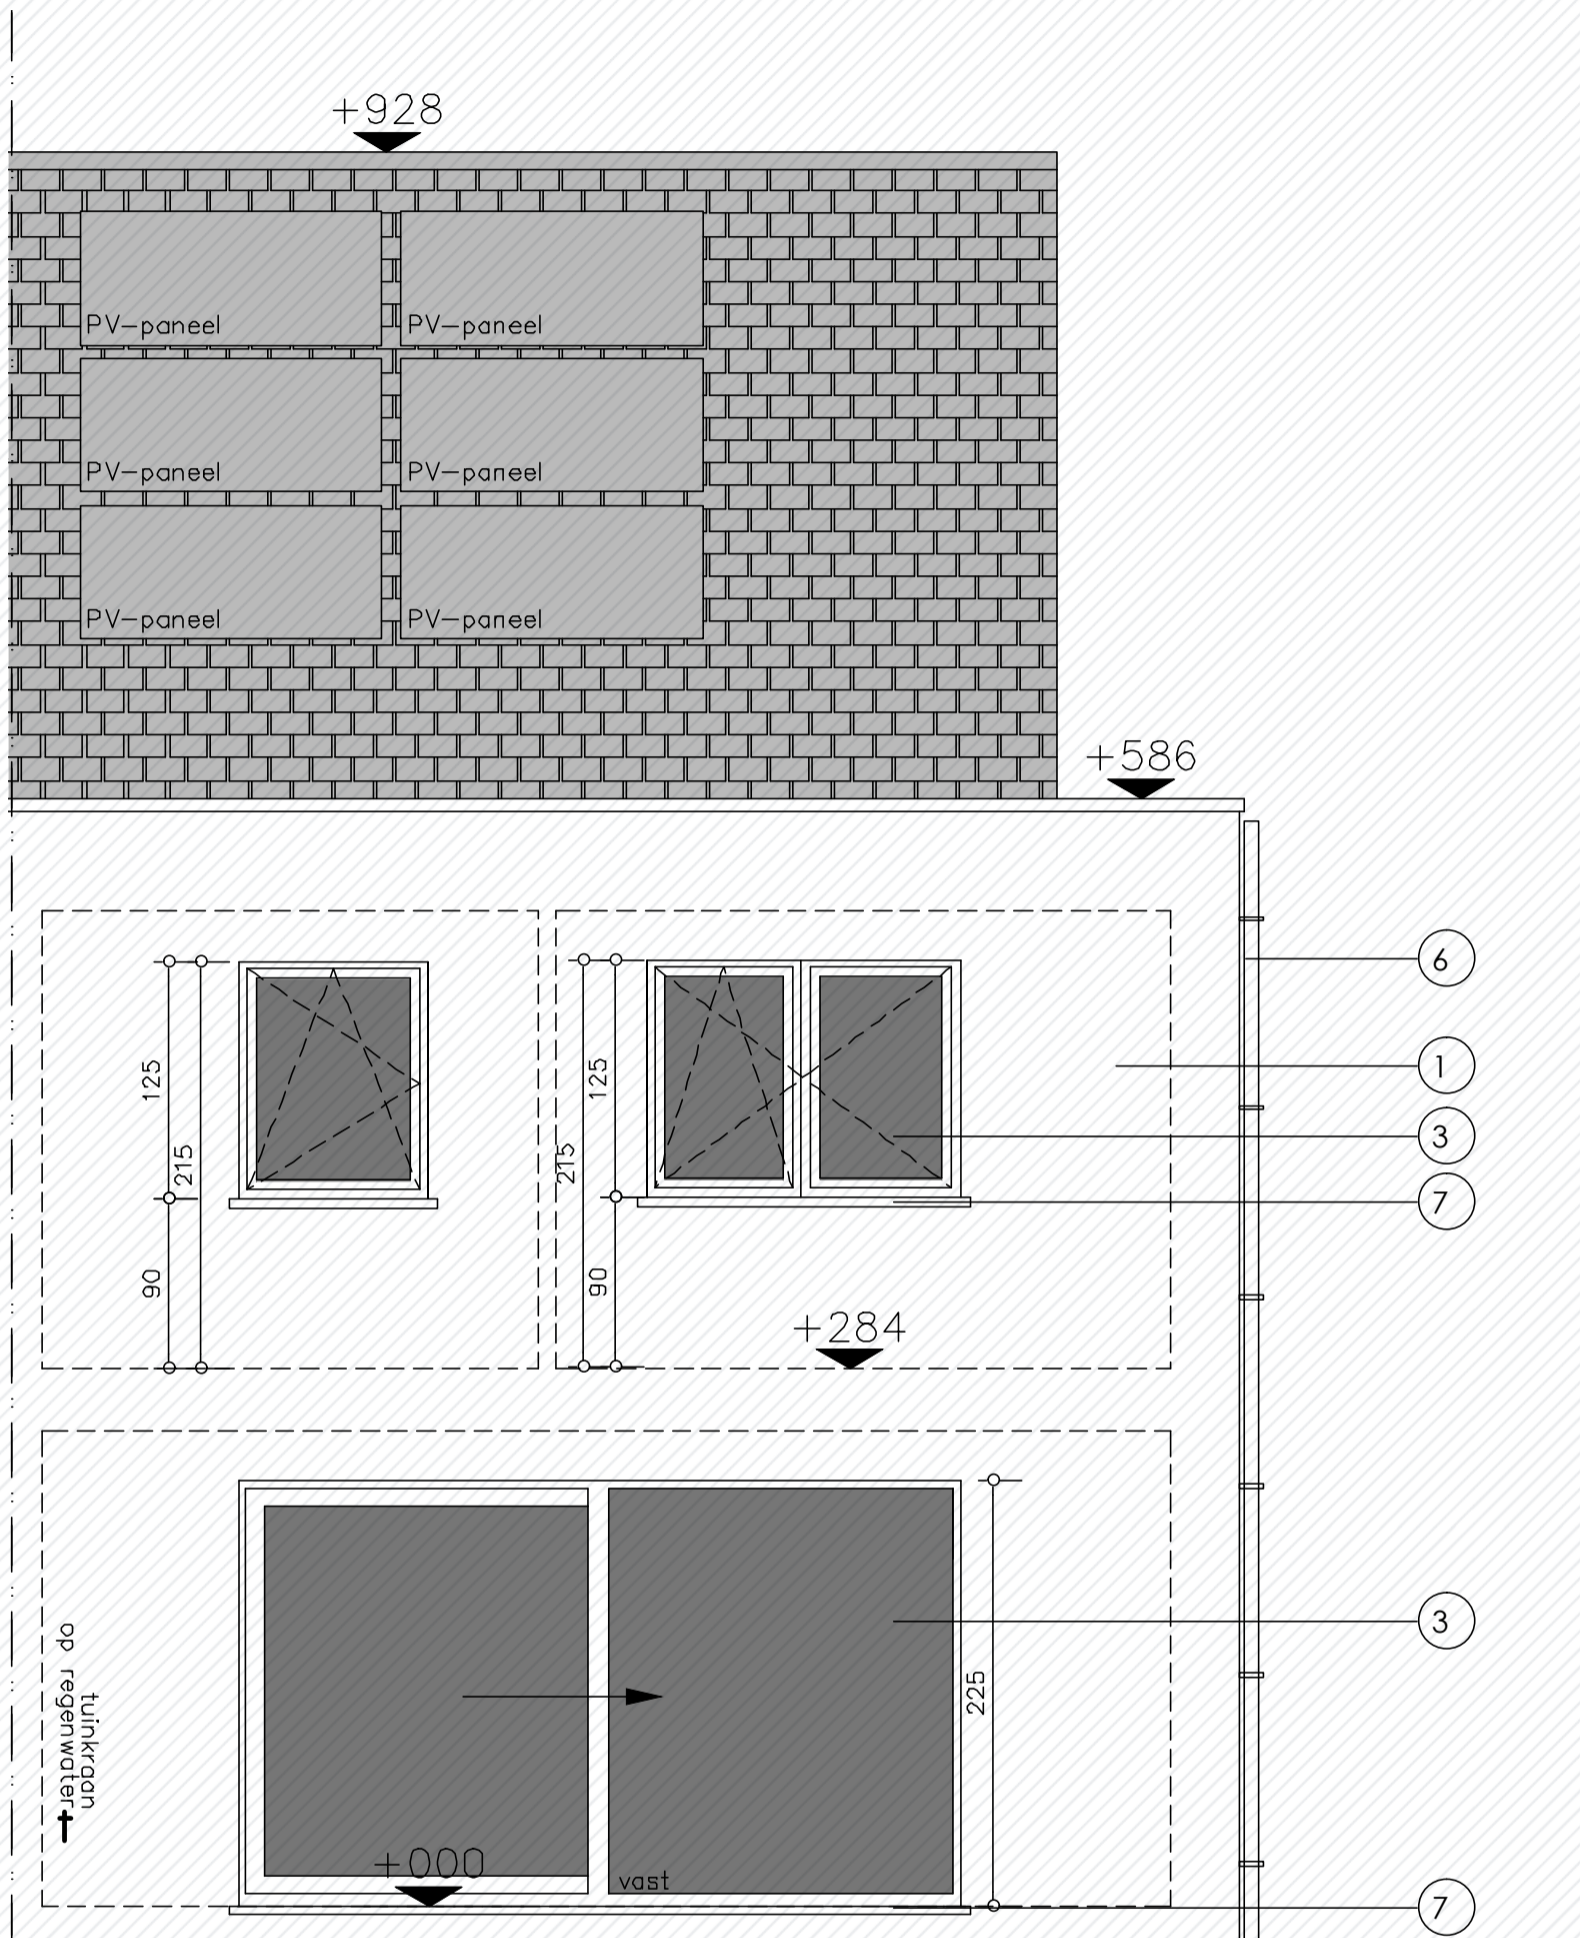 +928
PV-paneel
PV-paneel
PV-paneel
PV-paneel
PV-paneel
PV-paneel
+586
6
1
3
7
125
215
90
125
215
90
+284
3
225
tuinkraan
op regenwater
+000
vast
7